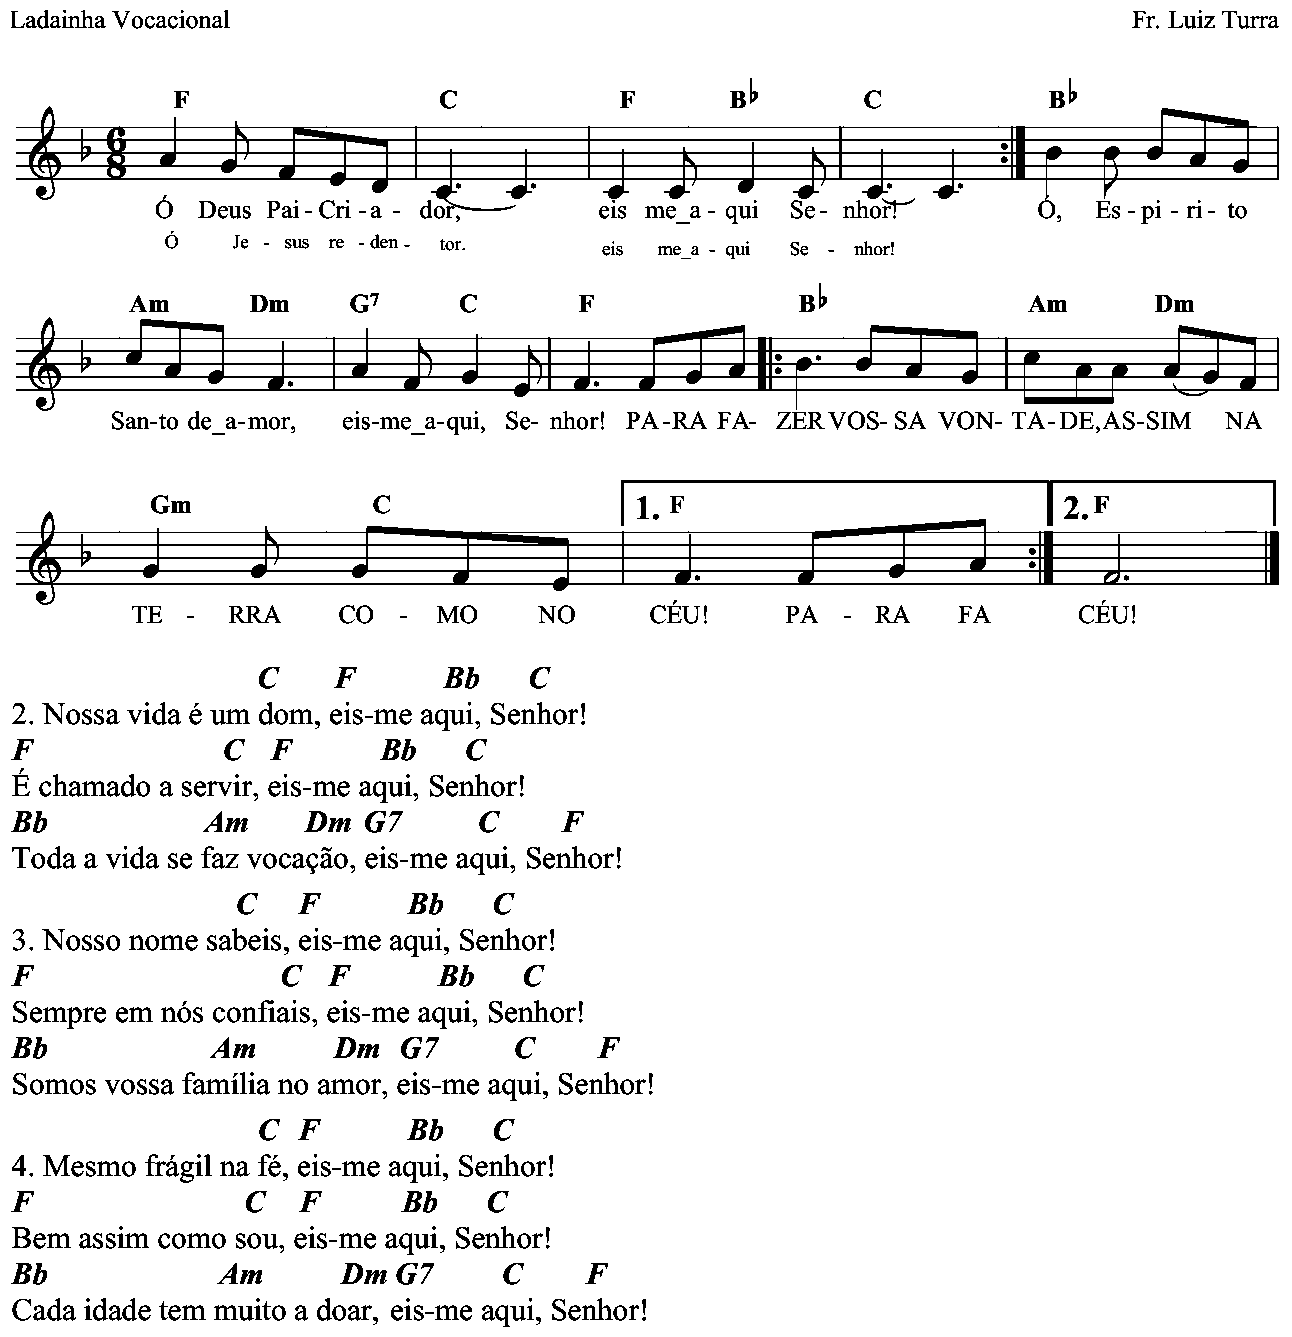 Ladainha Vocacional Fr. Luiz Turra
F C F B♭ C B♭
6
8
Ó Deus Pai-Cri-a-dor, eis me_a-qui Se-nhor! Ó, Es-pi-ri-to
Ó Je-sus re-den-tor. eis me_a-qui Se-nhor!
Am Dm G7 C F B♭ Am Dm
San-to de_a-mor, eis-me_a-qui, Se-nhor! PA-RA FA-ZER VOS-SA VON-TA-DE,AS-SIM NA
Gm C 1. F 2. F
TE-RRA CO-MO NO CÉU! PA-RA FA CÉU!
C F Bb C
2. Nossa vida é um dom, eis-me aqui, Senhor!
F C F Bb C
É chamado a servir, eis-me aqui, Senhor!
Bb Am Dm G7 C F
Toda a vida se faz vocação, eis-me aqui, Senhor!
C F Bb C
3. Nosso nome sabeis, eis-me aqui, Senhor!
F C F Bb C
Sempre em nós confiais, eis-me aqui, Senhor!
Bb Am Dm G7 C F
Somos vossa família no amor, eis-me aqui, Senhor!
C F Bb C
4. Mesmo frágil na fé, eis-me aqui, Senhor!
F C F Bb C
Bem assim como sou, eis-me aqui, Senhor!
Bb Am Dm G7 C F
Cada idade tem muito a doar, eis-me aqui, Senhor!